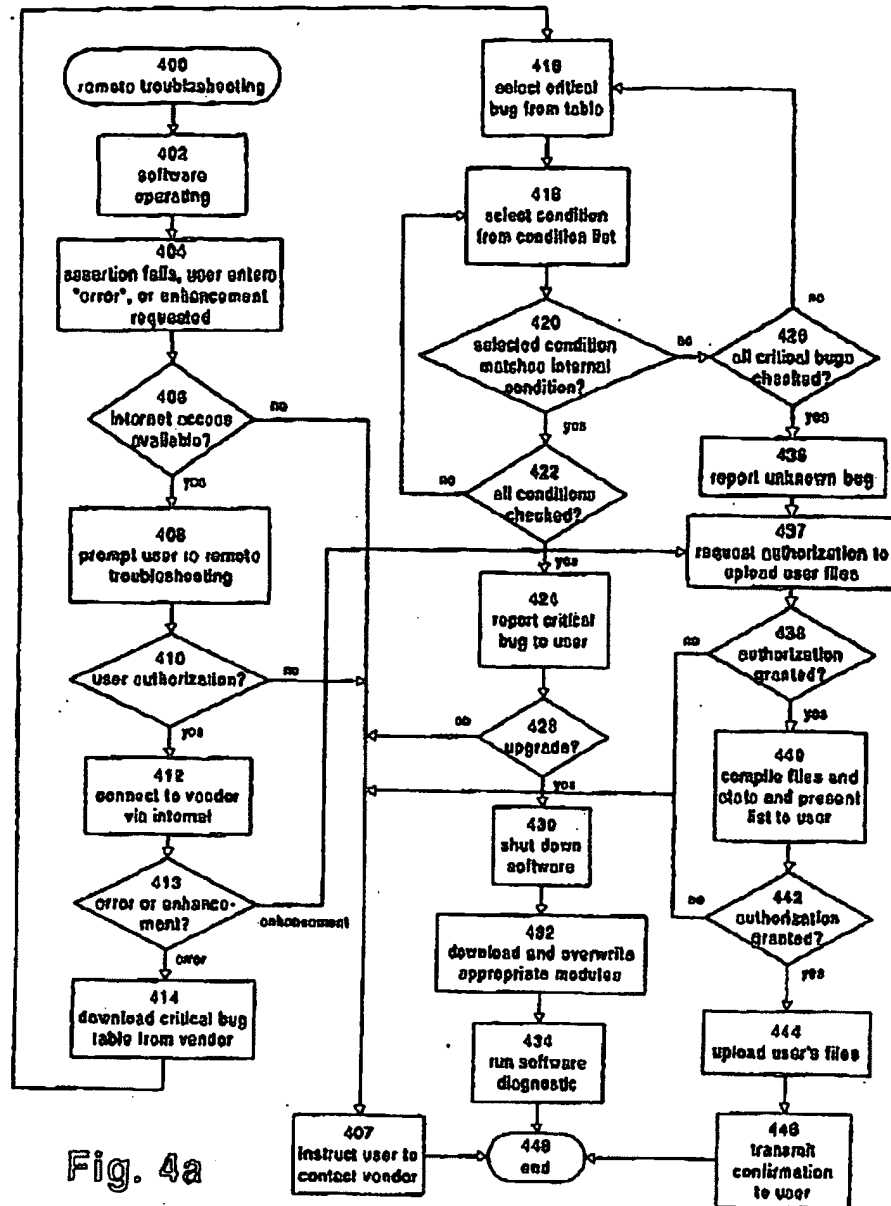 400
remote troubleshooting
402
software
operating
404
assertion fails, user enters
"error", or enhancement
requested
406
internet access
available?
no
yes
408
prompt user to remote
troubleshooting
410
user authorization?
no
yes
412
connect to vendor
via internet
413
error or enhance-
ment?
enhancement
error
414
download critical bug
table from vendor
416
select critical
bug from table
418
select condition
from condition list
420
selected condition
matches internal
condition?
no
yes
422
all conditions
checked?
no
yes
424
report critical
bug to user
428
upgrade?
no
yes
430
shut down
software
432
download and overwrite
appropriate modules
434
run software
diagnostic
407
instruct user to
contact vendor
448
end
no
426
all critical bugs
checked?
yes
436
report unknown bug
437
request authorization to
upload user files
438
authorization
granted?
no
yes
440
compile files and
state and present
list to user
442
authorization
granted?
no
yes
444
upload user's files
446
transmit
confirmation
to user
Fig. 4a